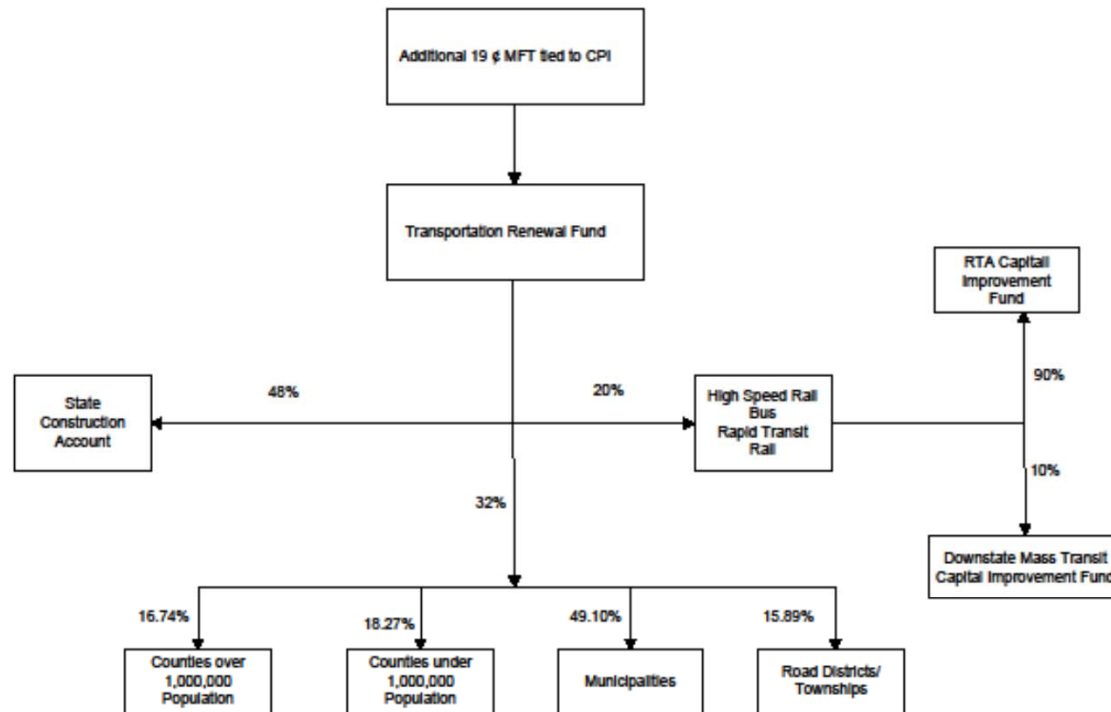 Additional 19 ¢ MFT tied to CPI
Transportation Renewal Fund
RTA Capitall
Improvement
Fund
48%
20%
90%
State
Construction
Account
High Speed Rail
Bus
Rapid Transit
Rail
10%
32%
Downstate Mass Transit
Capital Improvement Fund
16.74%
18.27%
49.10%
15.89%
Counties over
1,000,000
Population
Counties under
1,000,000
Population
Municipalities
Road Districts/
Townships